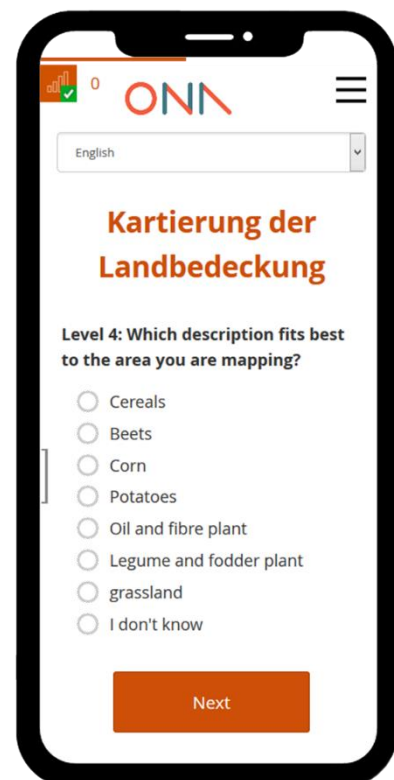 0
ONA
English
Kartierung der
Landbedeckung
Level 4: Which description fits best
to the area you are mapping?
Cereals
Beets
Corn
Potatoes
Oil and fibre plant
Legume and fodder plant
grassland
I don't know
Next